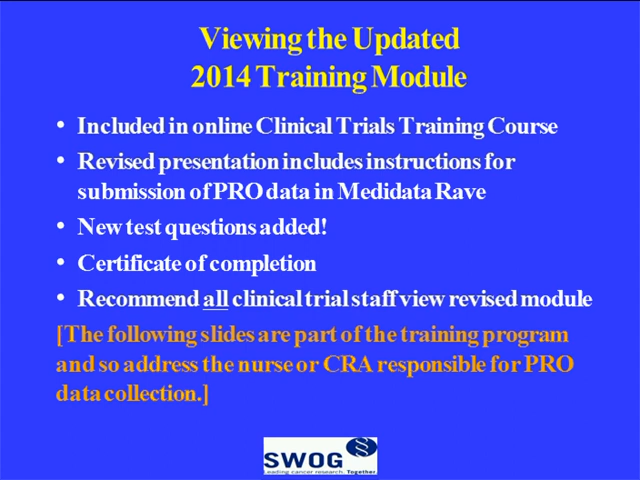 Viewing the Updated
2014 Training Module
• Included in online Clinical Trials Training Course
• Revised presentation includes instructions for
submission of PRO data in Medidata Rave
• New test questions added!
• Certificate of completion
• Recommend all clinical trial staff view revised module
[The following slides are part of the training program
and so address the nurse or CRA responsible for PRO
data collection.]
SWOG
Leading cancer research. Together.